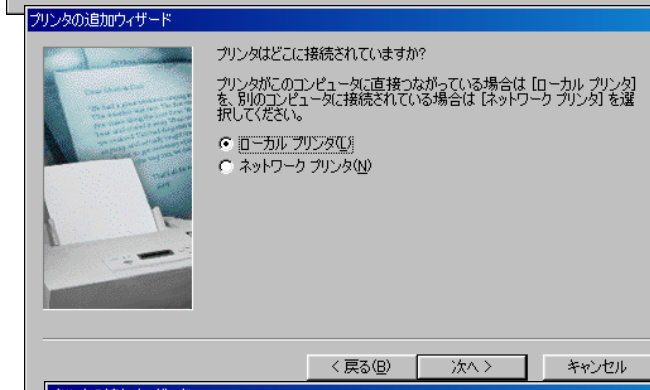 プリンタの追加ウィザード
プリンタはどこに接続されていますか?
プリンタがこのコンピュータに直接つながっている場合は [ローカル プリンタ]
を、別のコンピュータに接続されている場合は [ネットワーク プリンタ] を選
択してください。
ローカル プリンタ(L)
ネットワーク プリンタ(N)
< 戻る(B)
次へ >
キャンセル